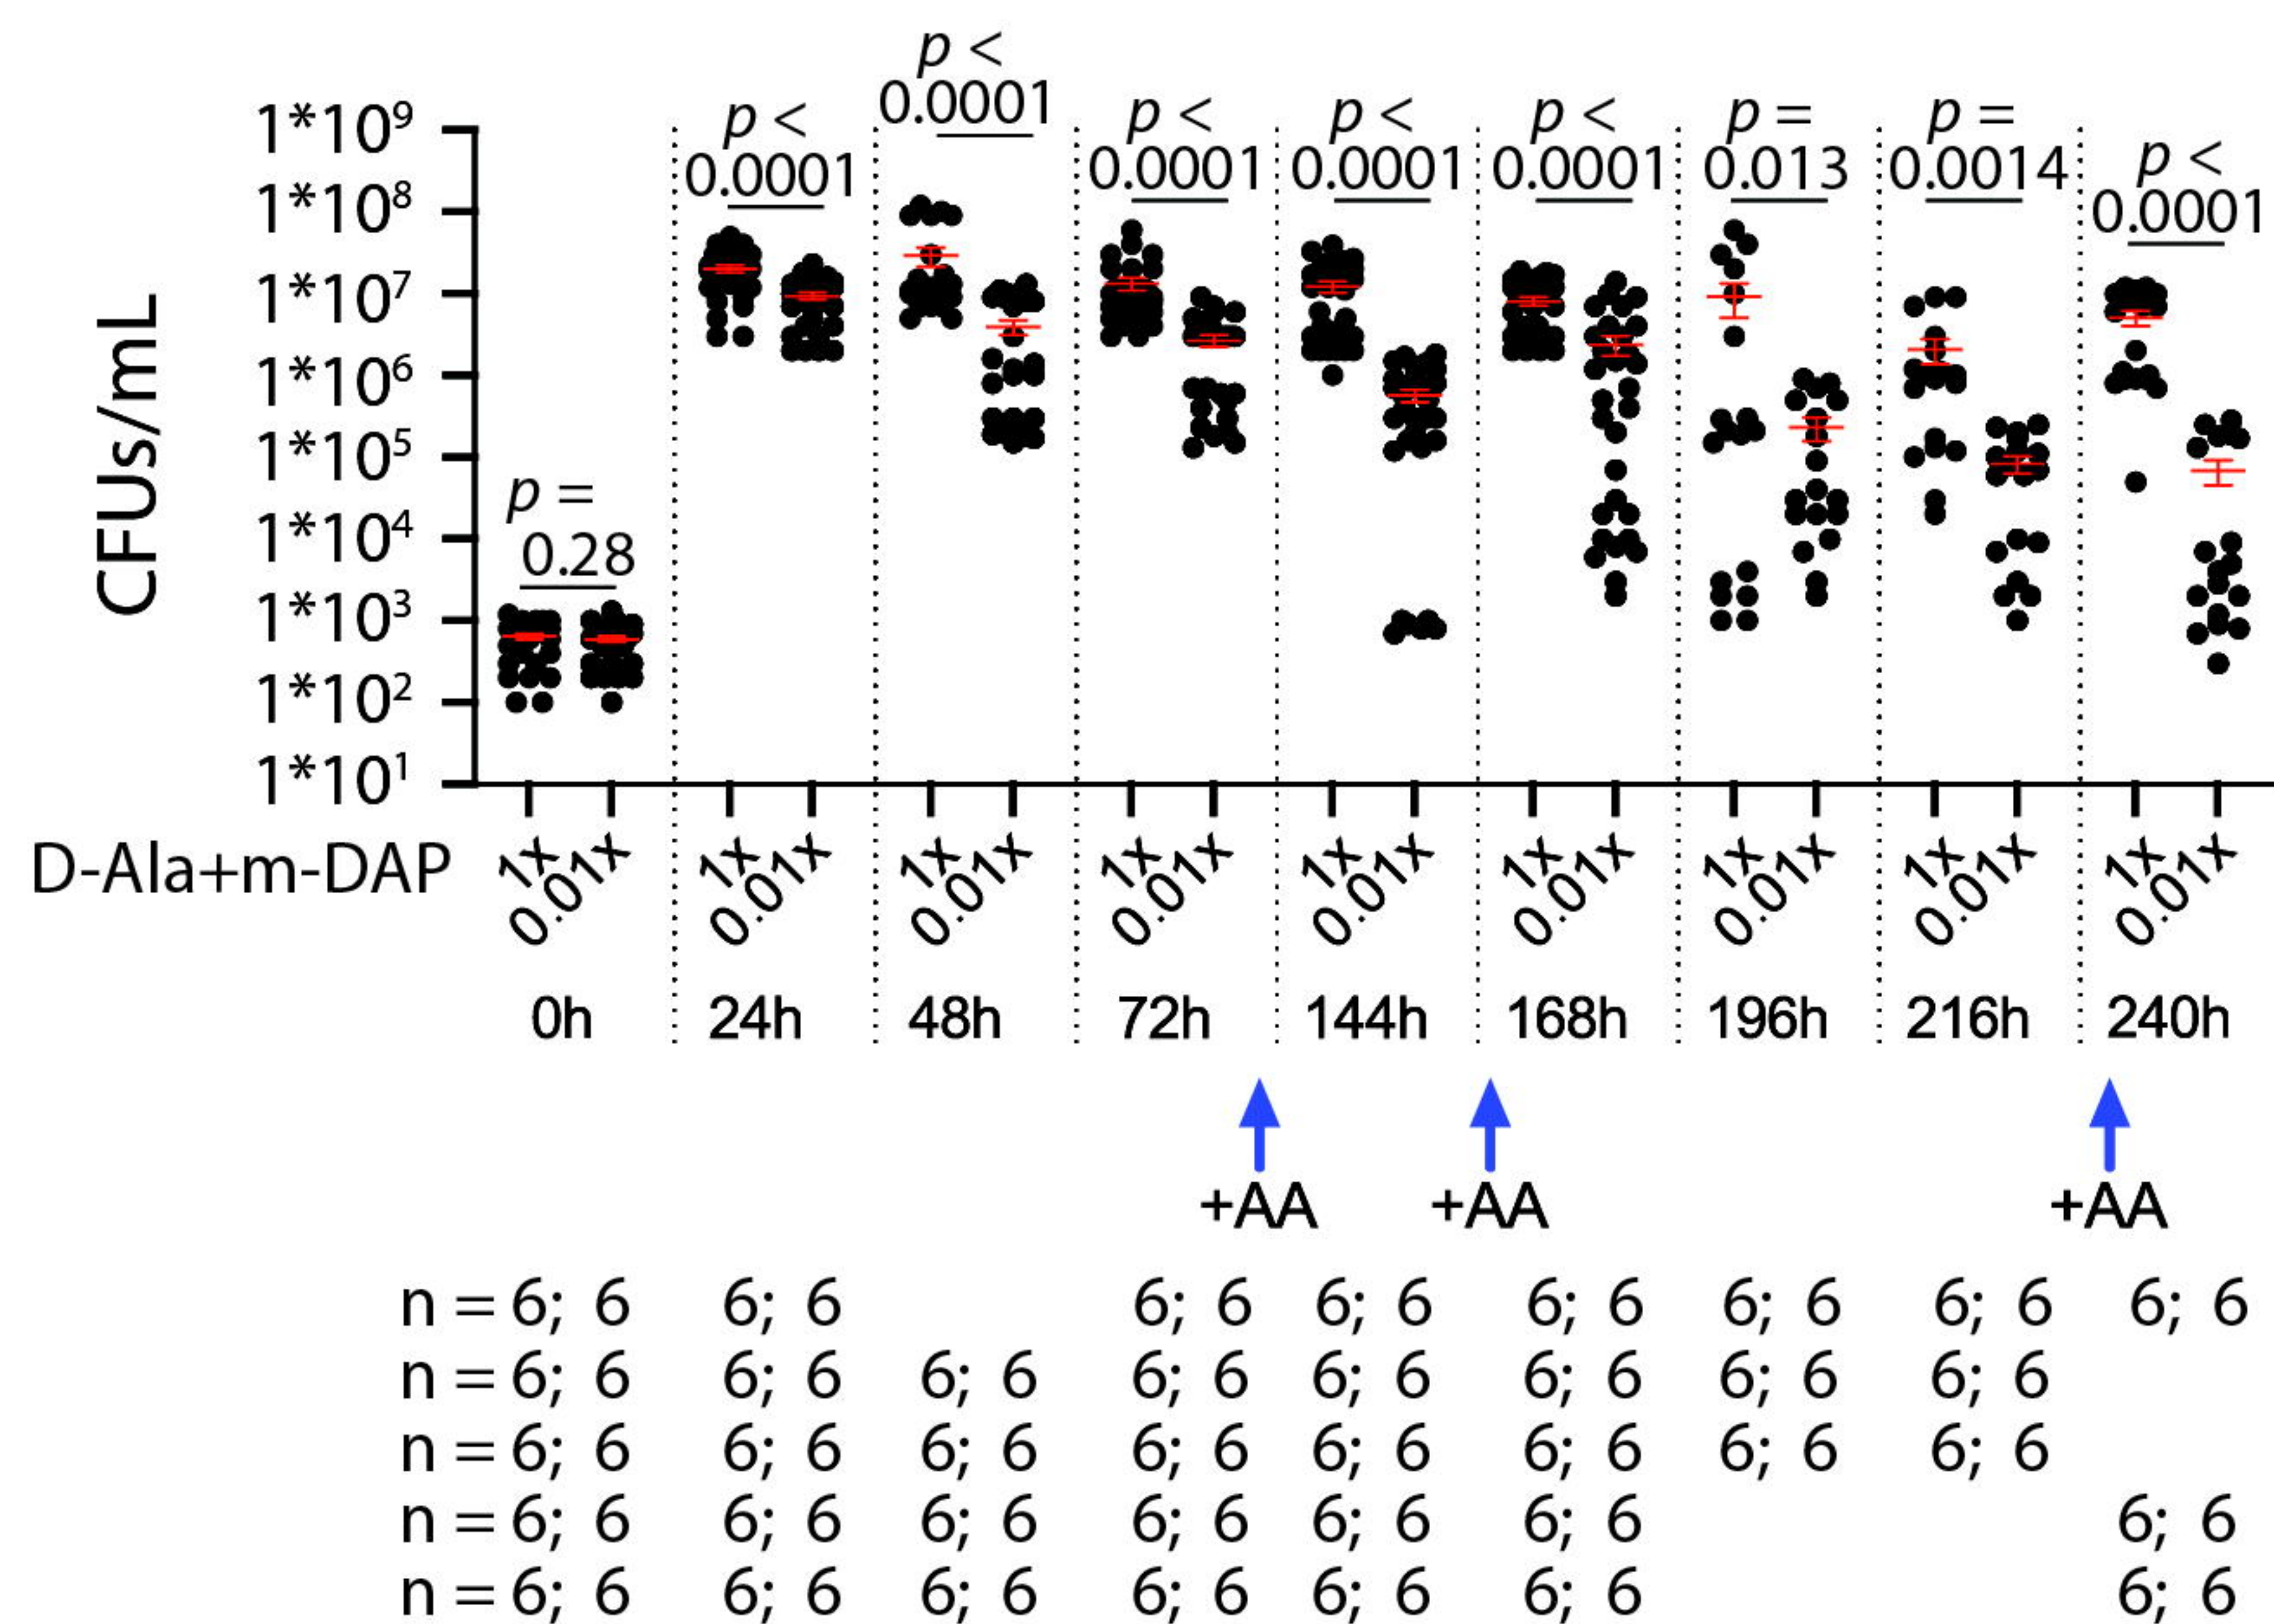 p <
0.0001
p <
0.0001
p <
0.0001
p <
0.0001
p <
0.0001
p =
0.013
p =
0.0014
p <
0.0001
p =
0.28
CFUs/mL
1*10⁹
1*10⁸
1*10⁷
1*10⁶
1*10⁵
1*10⁴
1*10³
1*10²
1*10¹
D-Ala+m-DAP 1x 0.01x 1x 0.01x 1x 0.01x 1x 0.01x 1x 0.01x 1x 0.01x 1x 0.01x 1x 0.01x 1x 0.01x
0h 24h 48h 72h 144h 168h 196h 216h 240h
+AA +AA +AA
n = 6; 6 6; 6 6; 6 6; 6 6; 6 6; 6 6; 6 6; 6
n = 6; 6 6; 6 6; 6 6; 6 6; 6 6; 6 6; 6 6; 6
n = 6; 6 6; 6 6; 6 6; 6 6; 6 6; 6 6; 6 6; 6
n = 6; 6 6; 6 6; 6 6; 6 6; 6 6; 6 6; 6
n = 6; 6 6; 6 6; 6 6; 6 6; 6 6; 6 6; 6